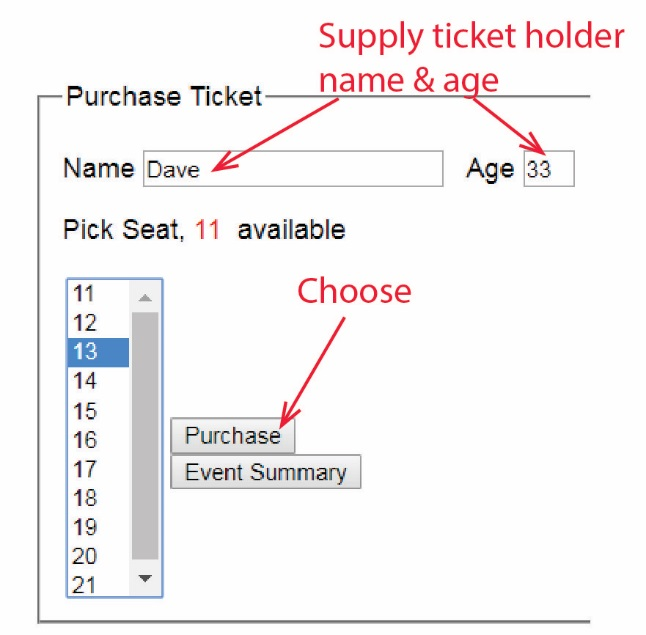 Supply ticket holder
name & age
Purchase Ticket
Name Dave Age 33
Pick Seat, 11 available
Choose
11
12
13
14
15
16
17
18
19
20
21
Purchase
Event Summary